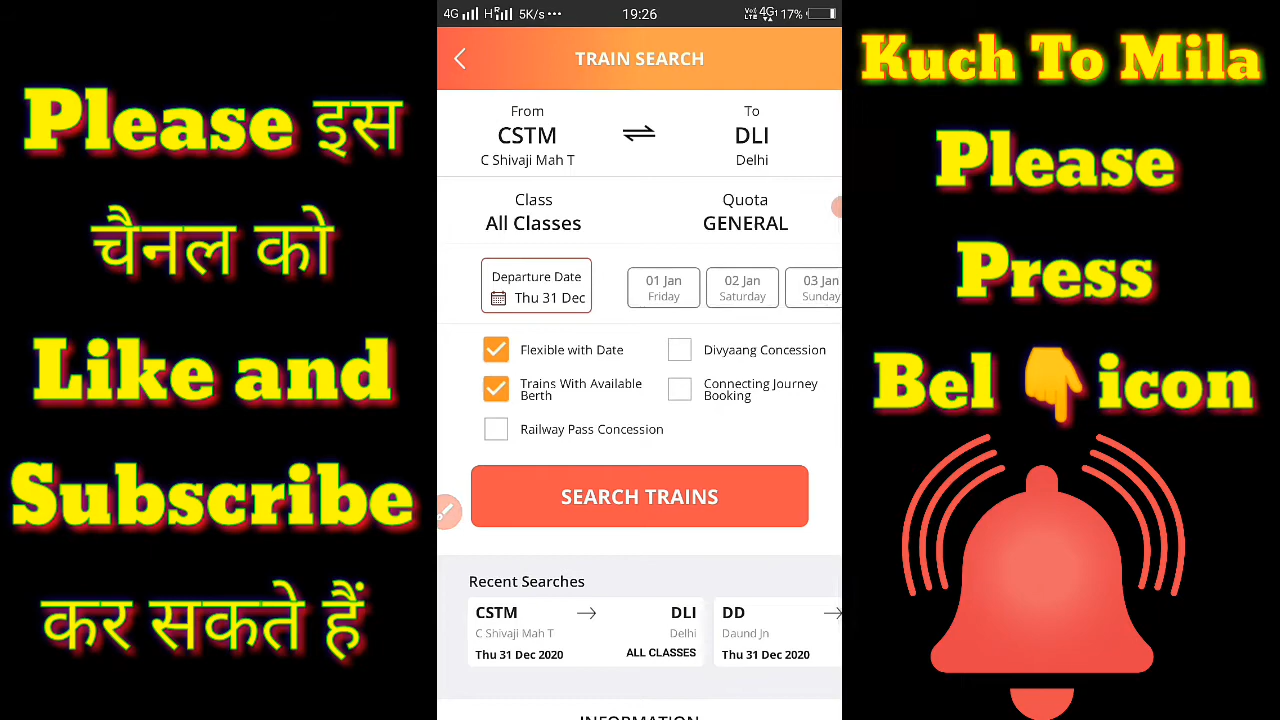 Please इस
चैनल को
Like and
Subscribe
कर सकते हैं
4G 5K/s ••• 19:26 4G 17%
TRAIN SEARCH
From To
CSTM DLI
C Shivaji Mah T Delhi
Class Quota
All Classes GENERAL
Departure Date
Thu 31 Dec
01 Jan 02 Jan 03 Jan
Friday Saturday Sunday
Flexible with Date Divyaang Concession
Trains With Available Connecting Journey
Berth Booking
Railway Pass Concession
SEARCH TRAINS
Recent Searches
CSTM DLI DD
C Shivaji Mah T Delhi Daund Jn
Thu 31 Dec 2020 ALL CLASSES Thu 31 Dec 2020
INFORMATION
Kuch To Mila
Please
Press
Bel 👇icon